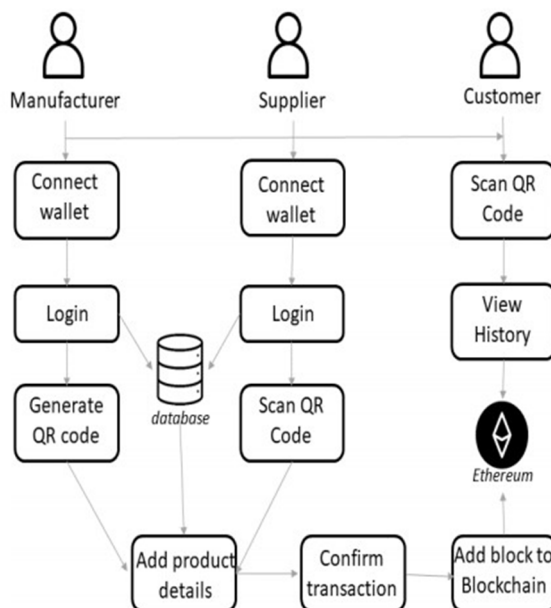 Manufacturer
Supplier
Customer
Connect
wallet
Connect
wallet
Scan QR
Code
Login
Login
View
History
database
Generate
QR code
Scan QR
Code
Ethereum
Add product
details
Confirm
transaction
Add block to
Blockchain